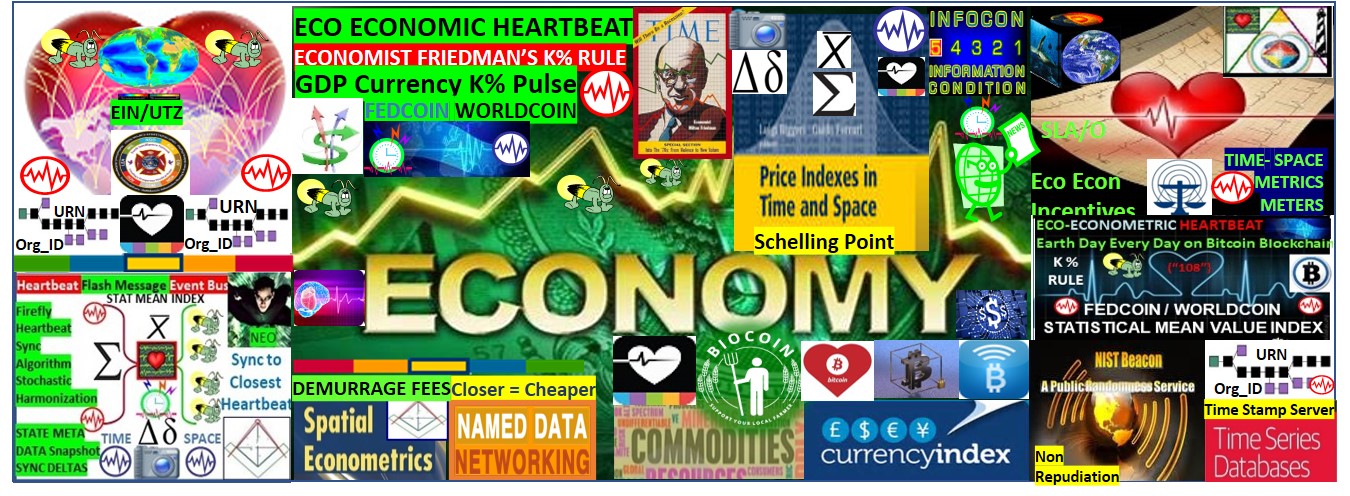 EIN/UTZ
URN
URN
Org_ID
Org_ID
Heartbeat Flash Message Event Bus
STAT MEAN INDEX
Firefly
Heartbeat
Sync
Algorithm
Stochastic
Harmonization
STATE META
DATA Snapshot
SYNC DELTAS
X
Σ
Δδ
TIME
SPACE
NEO
Sync to
Closest
Heartbeat
ECO ECONOMIC HEARTBEAT
ECONOMIST FRIEDMAN'S K% RULE
GDP Currency K% Pulse
FEDCOIN WORLDCOIN
N
TIME
Δδ
X
Σ
Price Indexes in
Time and Space
Schelling Point
INFOCON
5 4 3 2 1
INFORMATION
CONDITION
N
NEWS
ECONOMY
DEMURRAGE FEES
Closer = Cheaper
Spatial
Econometrics
NAMED DATA
NETWORKING
BIOCOIN
SUPPORT YOUR LOCAL FARMER
bitcoin
COMMODITIES
RESOURCES
£ $ € ¥
currencyindex
SLA/O
Eco Econ
Incentives
TIME- SPACE
METRICS
METERS
ECO-ECONOMETRIC HEARTBEAT
Earth Day Every Day on Bitcoin Blockchain
K %
RULE
("108")
FEDCOIN / WORLDCOIN
STATISTICAL MEAN VALUE INDEX
NIST Beacon
A Public Randomness Service
Non
Repudiation
URN
Org_ID
Time Stamp Server
Time Series
Databases